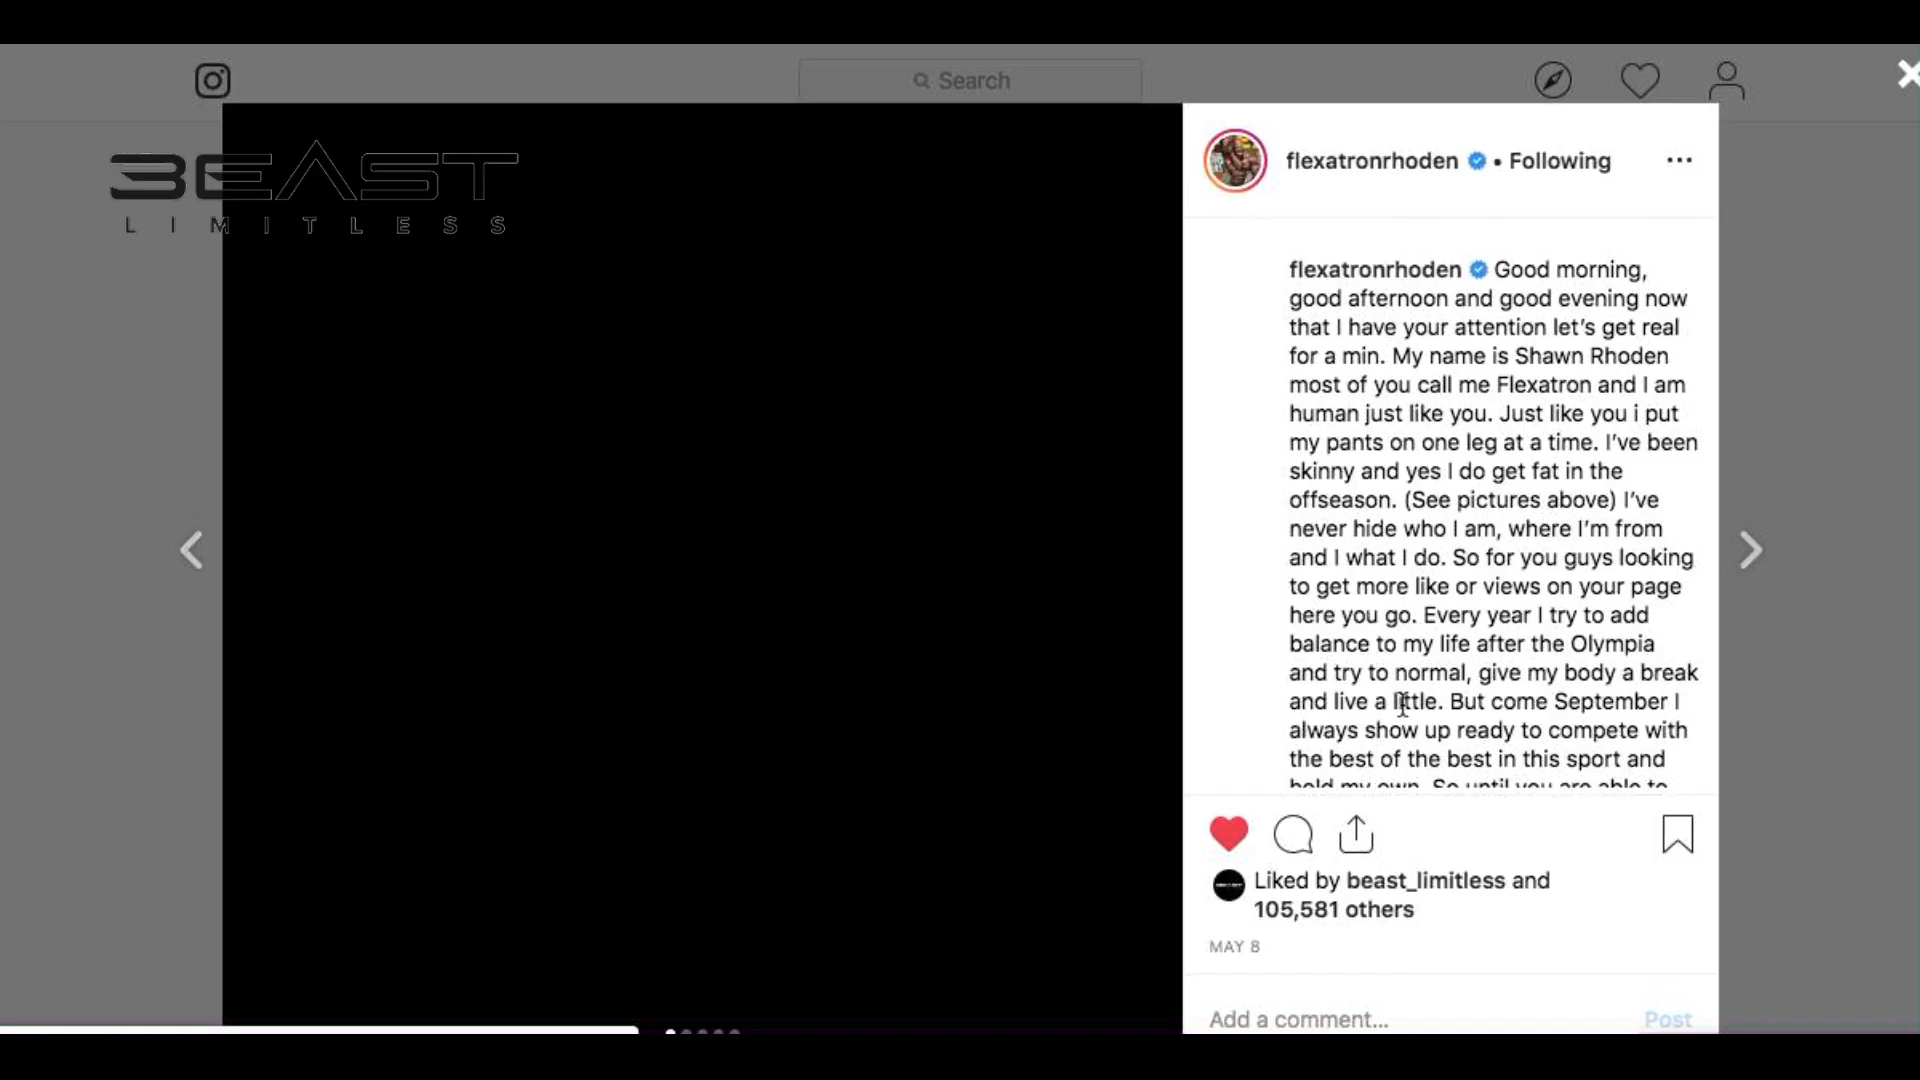 Search
BEAST
LIMITLESS
flexatronrhoden • Following
flexatronrhoden Good morning,
good afternoon and good evening now
that I have your attention let’s get real
for a min. My name is Shawn Rhoden
most of you call me Flexatron and I am
human just like you. Just like you i put
my pants on one leg at a time. I’ve been
skinny and yes I do get fat in the
offseason. (See pictures above) I’ve
never hide who I am, where I’m from
and I what I do. So for you guys looking
to get more like or views on your page
here you go. Every year I try to add
balance to my life after the Olympia
and try to normal, give my body a break
and live a little. But come September I
always show up ready to compete with
the best of the best in this sport and
hold my own. So until you are able to
Liked by beast_limitless and
105,581 others
MAY 8
Add a comment...
Post